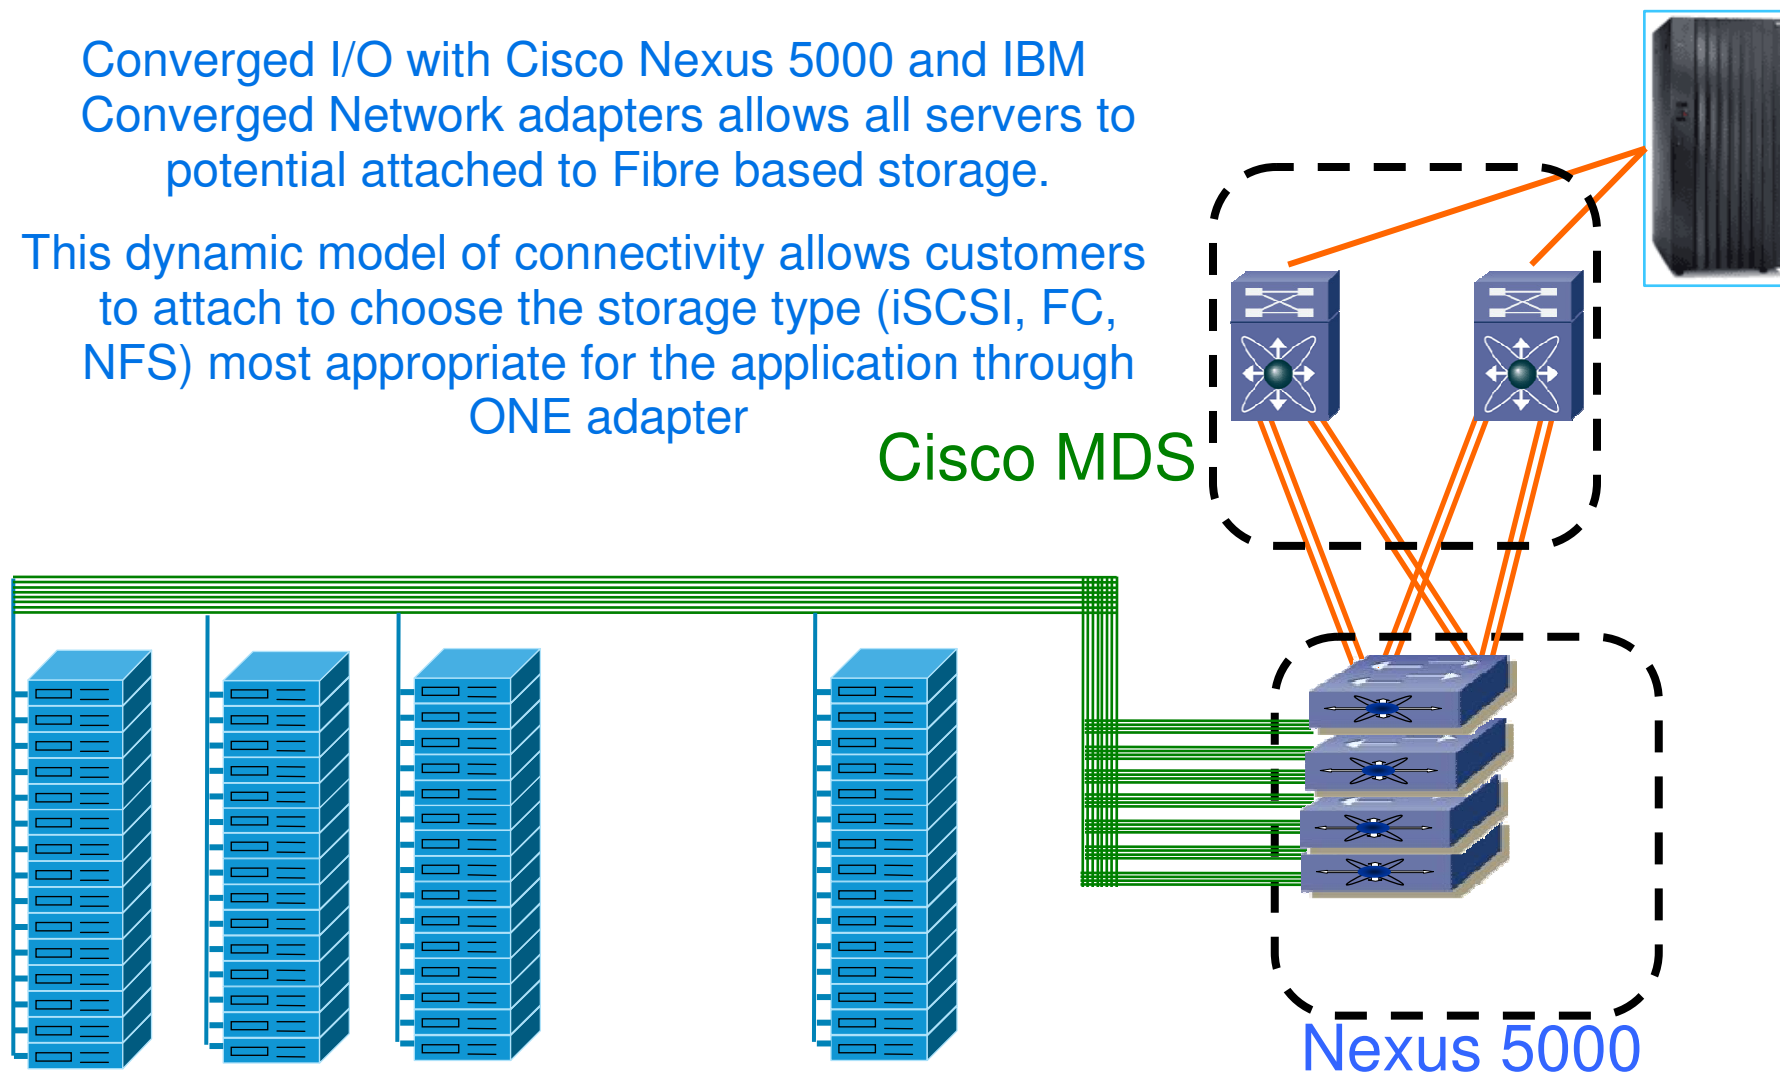 Converged I/O with Cisco Nexus 5000 and IBM
Converged Network adapters allows all servers to
potential attached to Fibre based storage.
This dynamic model of connectivity allows customers
to attach to choose the storage type (iSCSI, FC,
NFS) most appropriate for the application through
ONE adapter
Cisco MDS
Nexus 5000